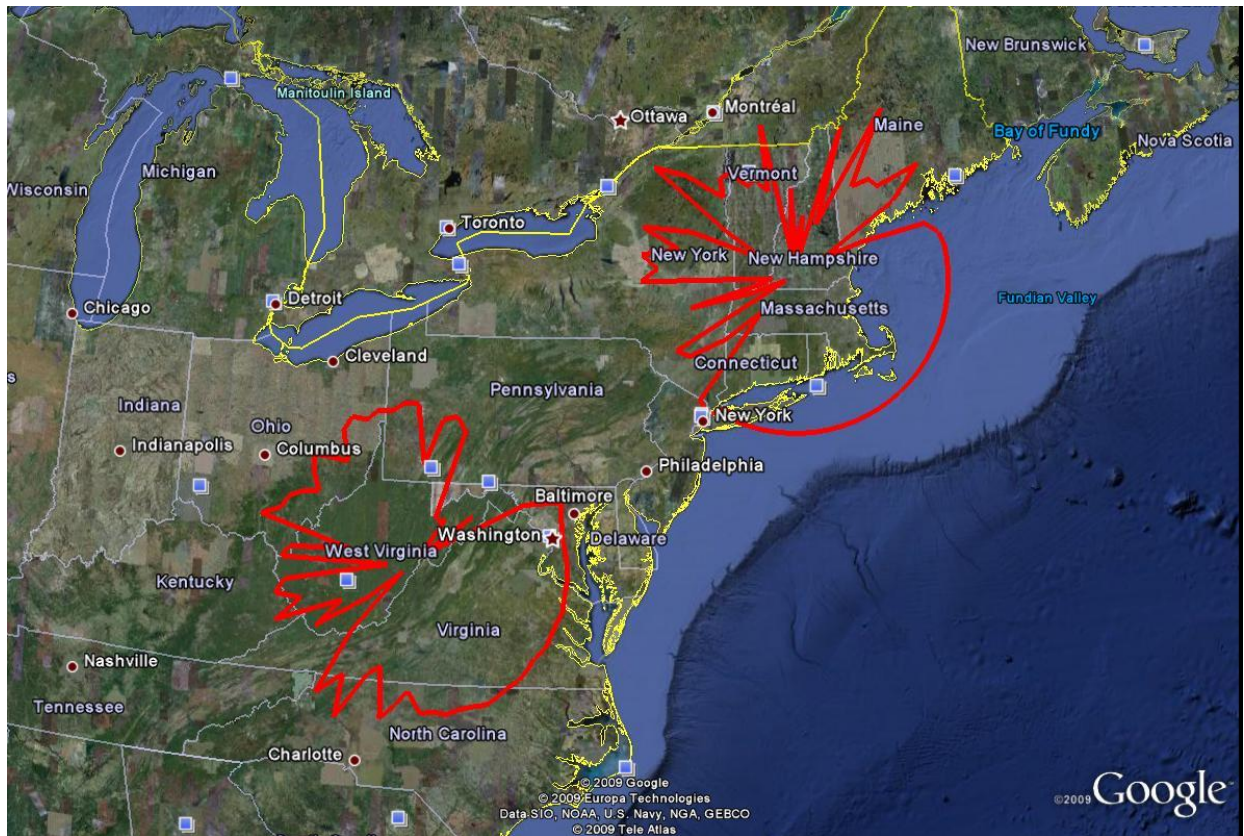 New Brunswick
Manitoulin Island
Ottawa
Montréal
Maine
Bay of Fundy
Nova Scotia
Michigan
Wisconsin
Vermont
Toronto
New York
New Hampshire
Detroit
Chicago
Massachusetts
Fundian Valley
Cleveland
Connecticut
s
Pennsylvania
Indiana
New York
Ohio
Indianapolis
Columbus
Philadelphia
Baltimore
Washington
Delaware
West Virginia
Kentucky
Virginia
Nashville
Tennessee
North Carolina
Charlotte
© 2009 Google
© 2009 Europa Technologies
Data SIO, NOAA, U.S. Navy, NGA, GEBCO
© 2009 Tele Atlas
©2009 Google™